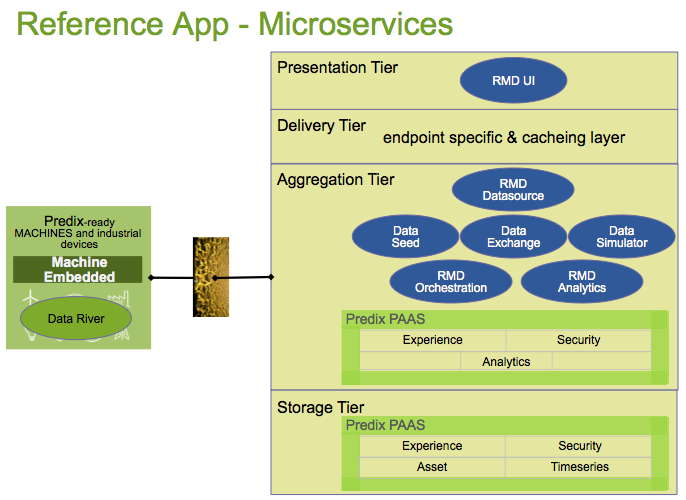 Reference App - Microservices
Presentation Tier
RMD UI
Delivery Tier
endpoint specific & cacheing layer
Aggregation Tier
RMD
Datasource
Data
Seed
Data
Exchange
Data
Simulator
RMD
Orchestration
RMD
Analytics
Predix PAAS
Experience
Security
Analytics
Storage Tier
Predix PAAS
Experience
Security
Asset
Timeseries
Predix-ready
MACHINES and industrial
devices
Machine
Embedded
Data River